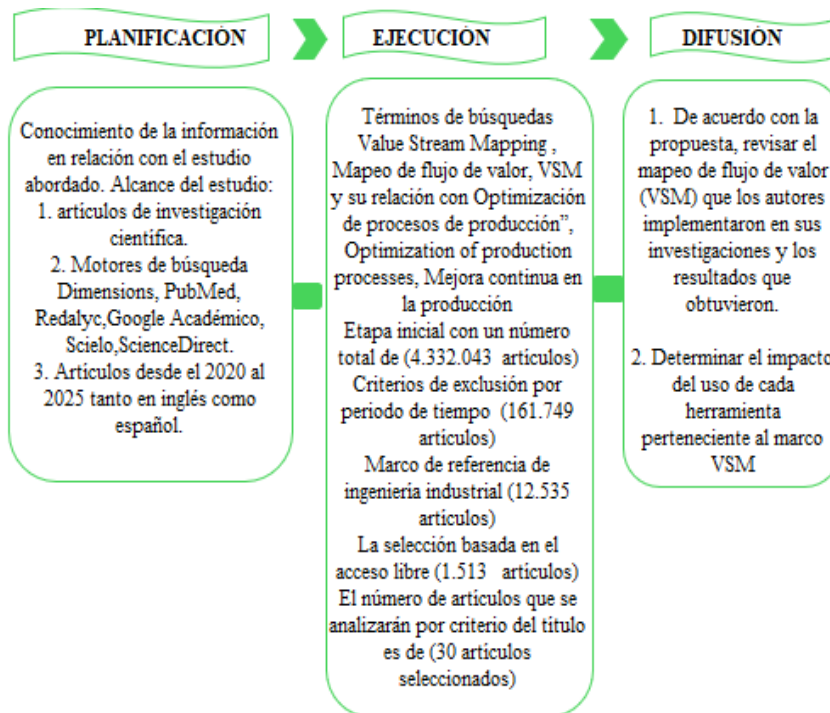 PLANIFICACIÓN
EJECUCIÓN
DIFUSIÓN
Conocimiento de la información
en relación con el estudio
abordado. Alcance del estudio:
1. artículos de investigación
científica.
2. Motores de búsqueda
Dimensions, PubMed,
Redalyc,Google Académico,
Scielo,ScienceDirect.
3. Artículos desde el 2020 al
2025 tanto en inglés como
español.
Términos de búsquedas
Value Stream Mapping ,
Mapeo de flujo de valor, VSM
y su relación con Optimización
de procesos de producción”,
Optimization of production
processes, Mejora continua en
la producción
Etapa inicial con un número
total de (4.332.043 artículos)
Criterios de exclusión por
periodo de tiempo (161.749
artículos)
Marco de referencia de
ingeniería industrial (12.535
artículos)
La selección basada en el
acceso libre (1.513 artículos)
El número de artículos que se
analizarán por criterio del título
es de (30 artículos
seleccionados)
1. De acuerdo con la
propuesta, revisar el
mapeo de flujo de valor
(VSM) que los autores
implementaron en sus
investigaciones y los
resultados que
obtuvieron.
2. Determinar el impacto
del uso de cada
herramienta
perteneciente al marco
VSM